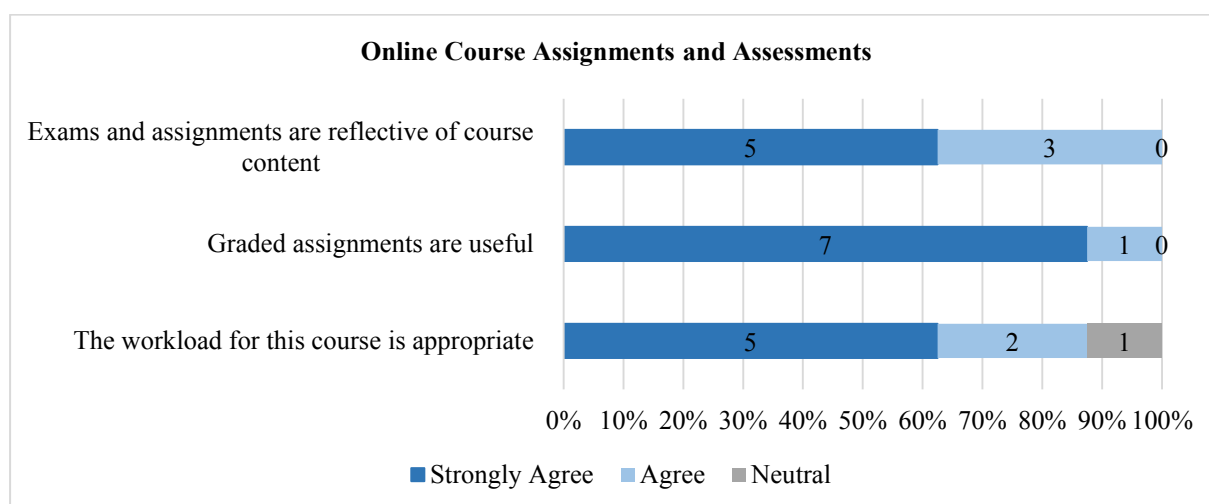 Online Course Assignments and Assessments
Exams and assignments are reflective of course
content
5 3 0
Graded assignments are useful
7 1 0
The workload for this course is appropriate
5 2 1
0% 10% 20% 30% 40% 50% 60% 70% 80% 90% 100%
Strongly Agree Agree Neutral